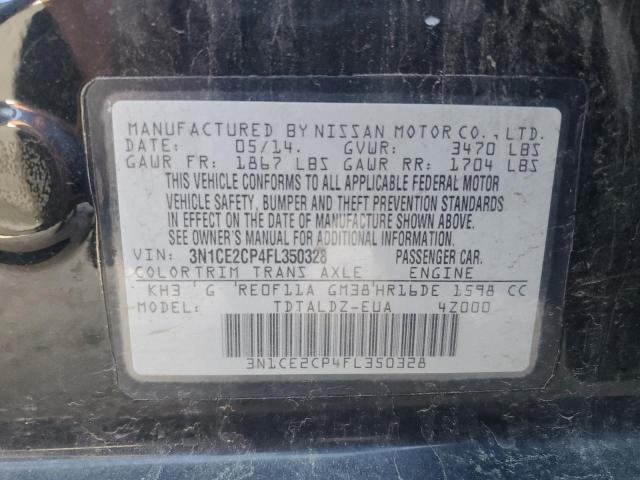 MANUFACTURED BY NISSAN MOTOR CO., LTD.
DATE: 05/14. GVWR: 3470 LBS
GAWR FR: 1867 LBS GAWR RR: 1704 LBS
THIS VEHICLE CONFORMS TO ALL APPLICABLE FEDERAL MOTOR
VEHICLE SAFETY, BUMPER AND THEFT PREVENTION STANDARDS
IN EFFECT ON THE DATE OF MANUFACTURE SHOWN ABOVE.
SEE OWNER'S MANUAL FOR ADDITIONAL INFORMATION.
VIN: 3N1CE2CP4FL350328 PASSENGER CAR.
COLOR TRIM TRANS AXLE ENGINE
KH3 'G 'RE0F11A GM38'HR16DE 1598 CC
MODEL: TDTALDZ-EUA 4Z000
3N1CE2CP4FL350328